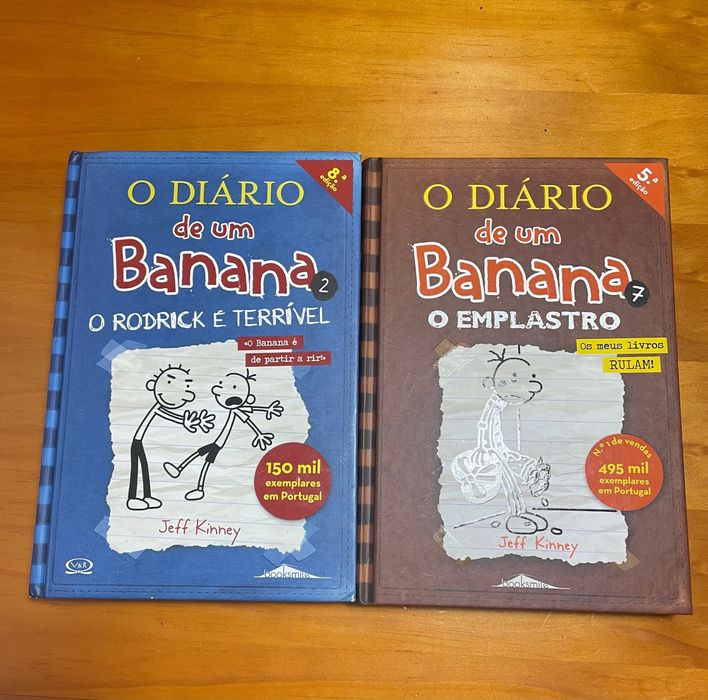 8.ª
edição
O DIÁRIO
de um
Banana
2
O RODRICK É TERRÍVEL
«O Banana é
de partir a rir!»
150 mil
exemplares
em Portugal
Jeff Kinney
V&R
booksmile
5.ª
edição
O DIÁRIO
de um
Banana
7
O EMPLASTRO
Os meus livros
RULAM!
N.º 1 de vendas
495 mil
exemplares
em Portugal
Jeff Kinney
booksmile